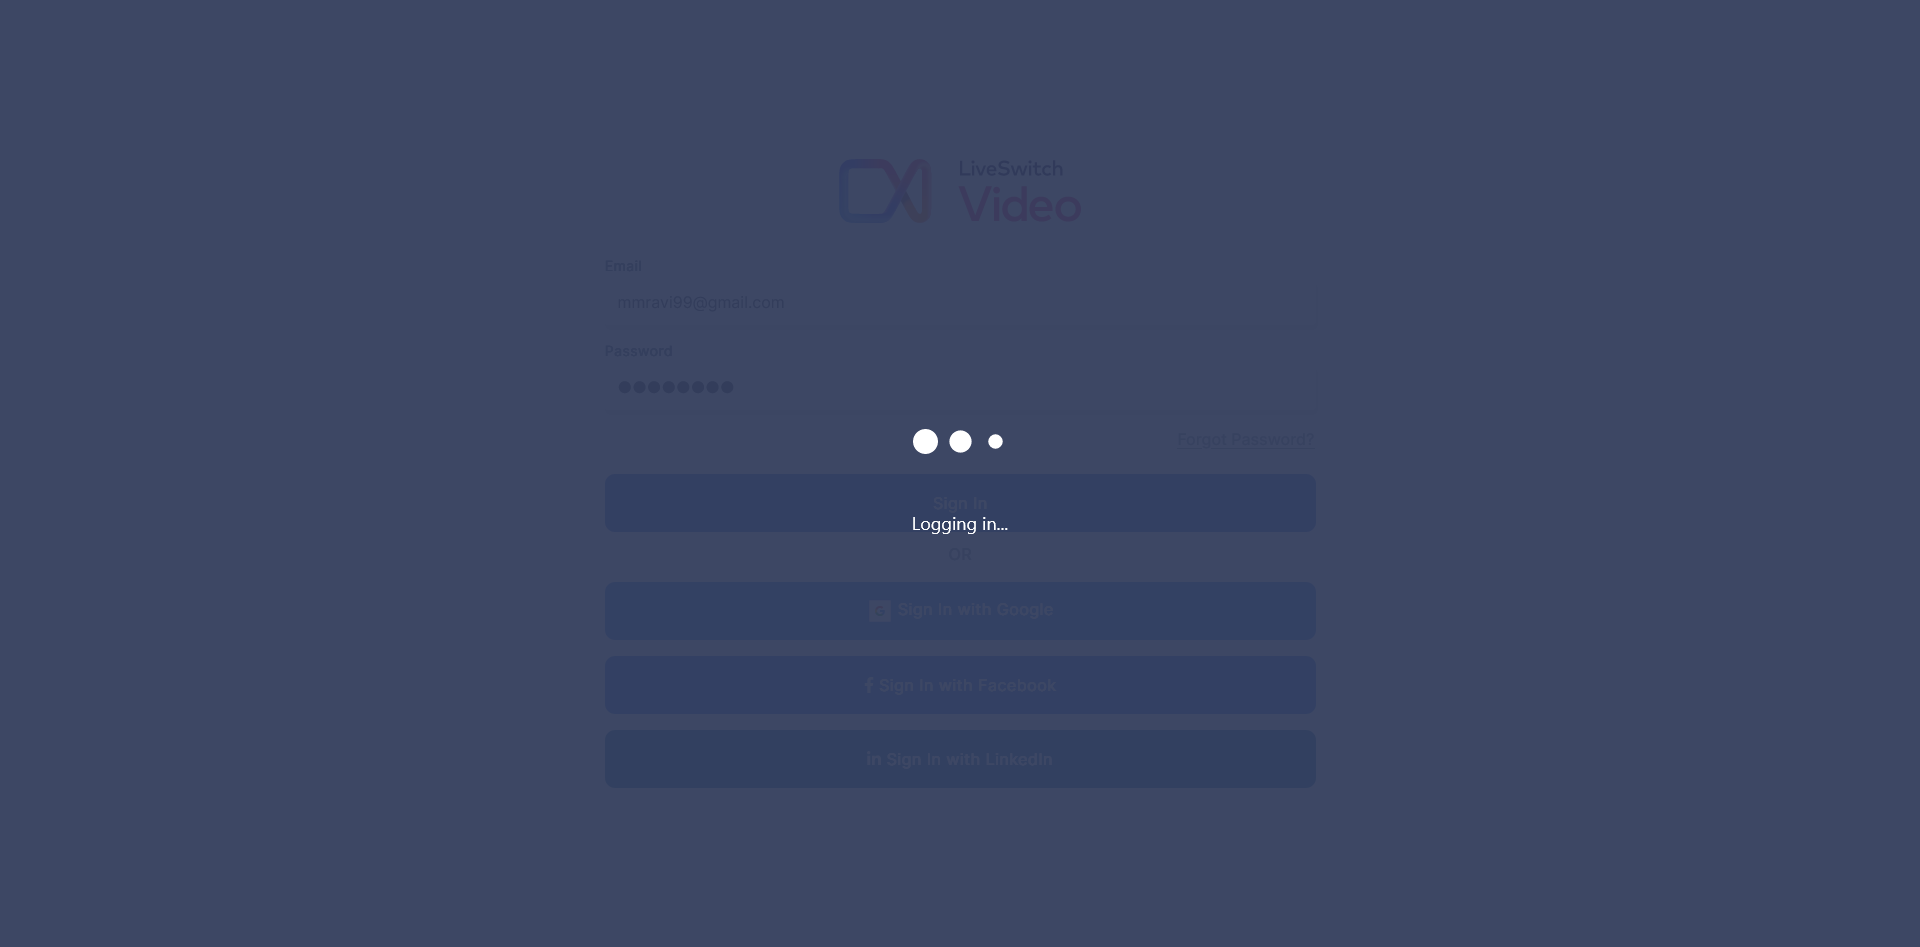 LiveSwitch
Video
Email
mmravi99@gmail.com
Password
Forgot Password?
Sign In
Logging in...
OR
G Sign In with Google
f Sign In with Facebook
in Sign In with LinkedIn